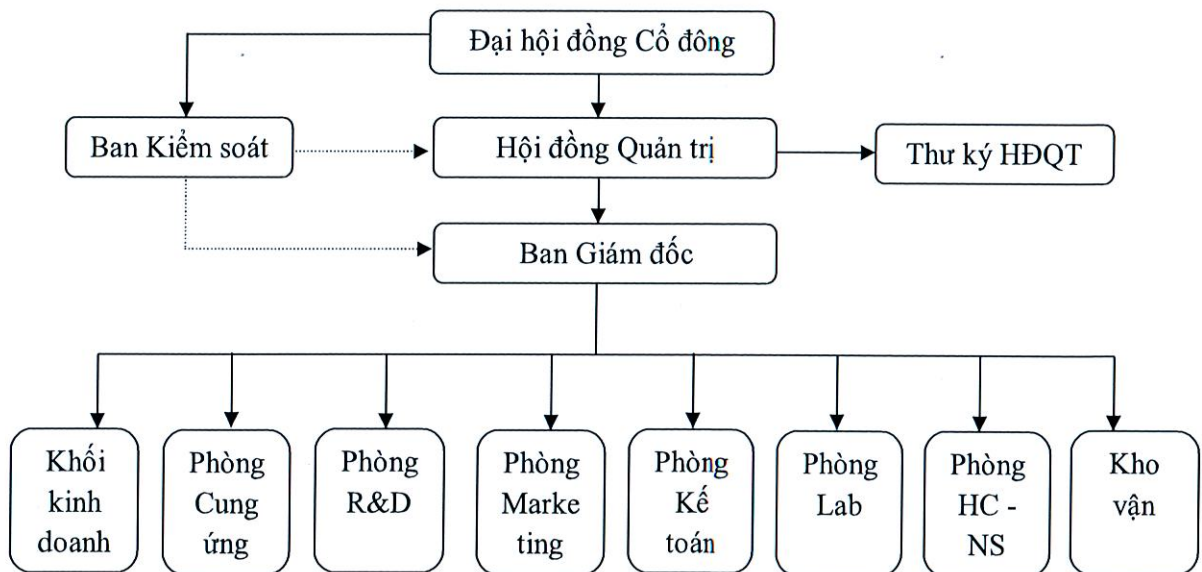 Đại hội đồng Cổ đông
Ban Kiểm soát
Hội đồng Quản trị
Thư ký HĐQT
Ban Giám đốc
Khối
kinh
doanh
Phòng
Cung
ứng
Phòng
R&D
Phòng
Marke
ting
Phòng
Kế
toán
Phòng
Lab
Phòng
HC -
NS
Kho
vận